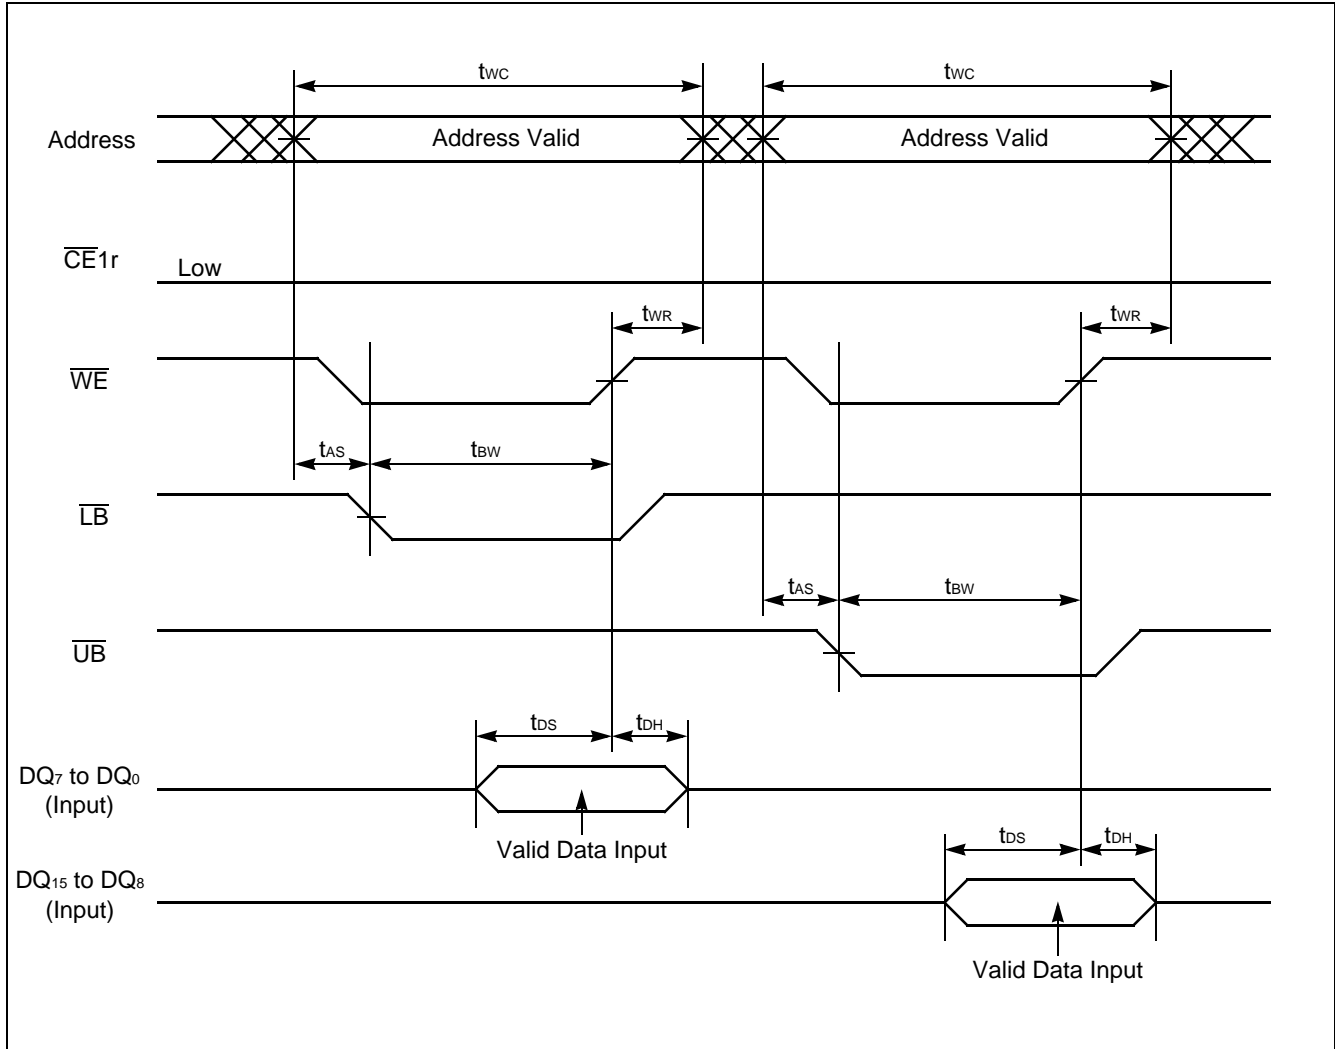 tWC tWC
Address Address Valid Address Valid
CE1r Low
tWR tWR
WE
tAS tBW
LB
tAS tBW
UB
tDS tDH
DQ7 to DQ0
(Input)
Valid Data Input
tDS tDH
DQ15 to DQ8
(Input)
Valid Data Input